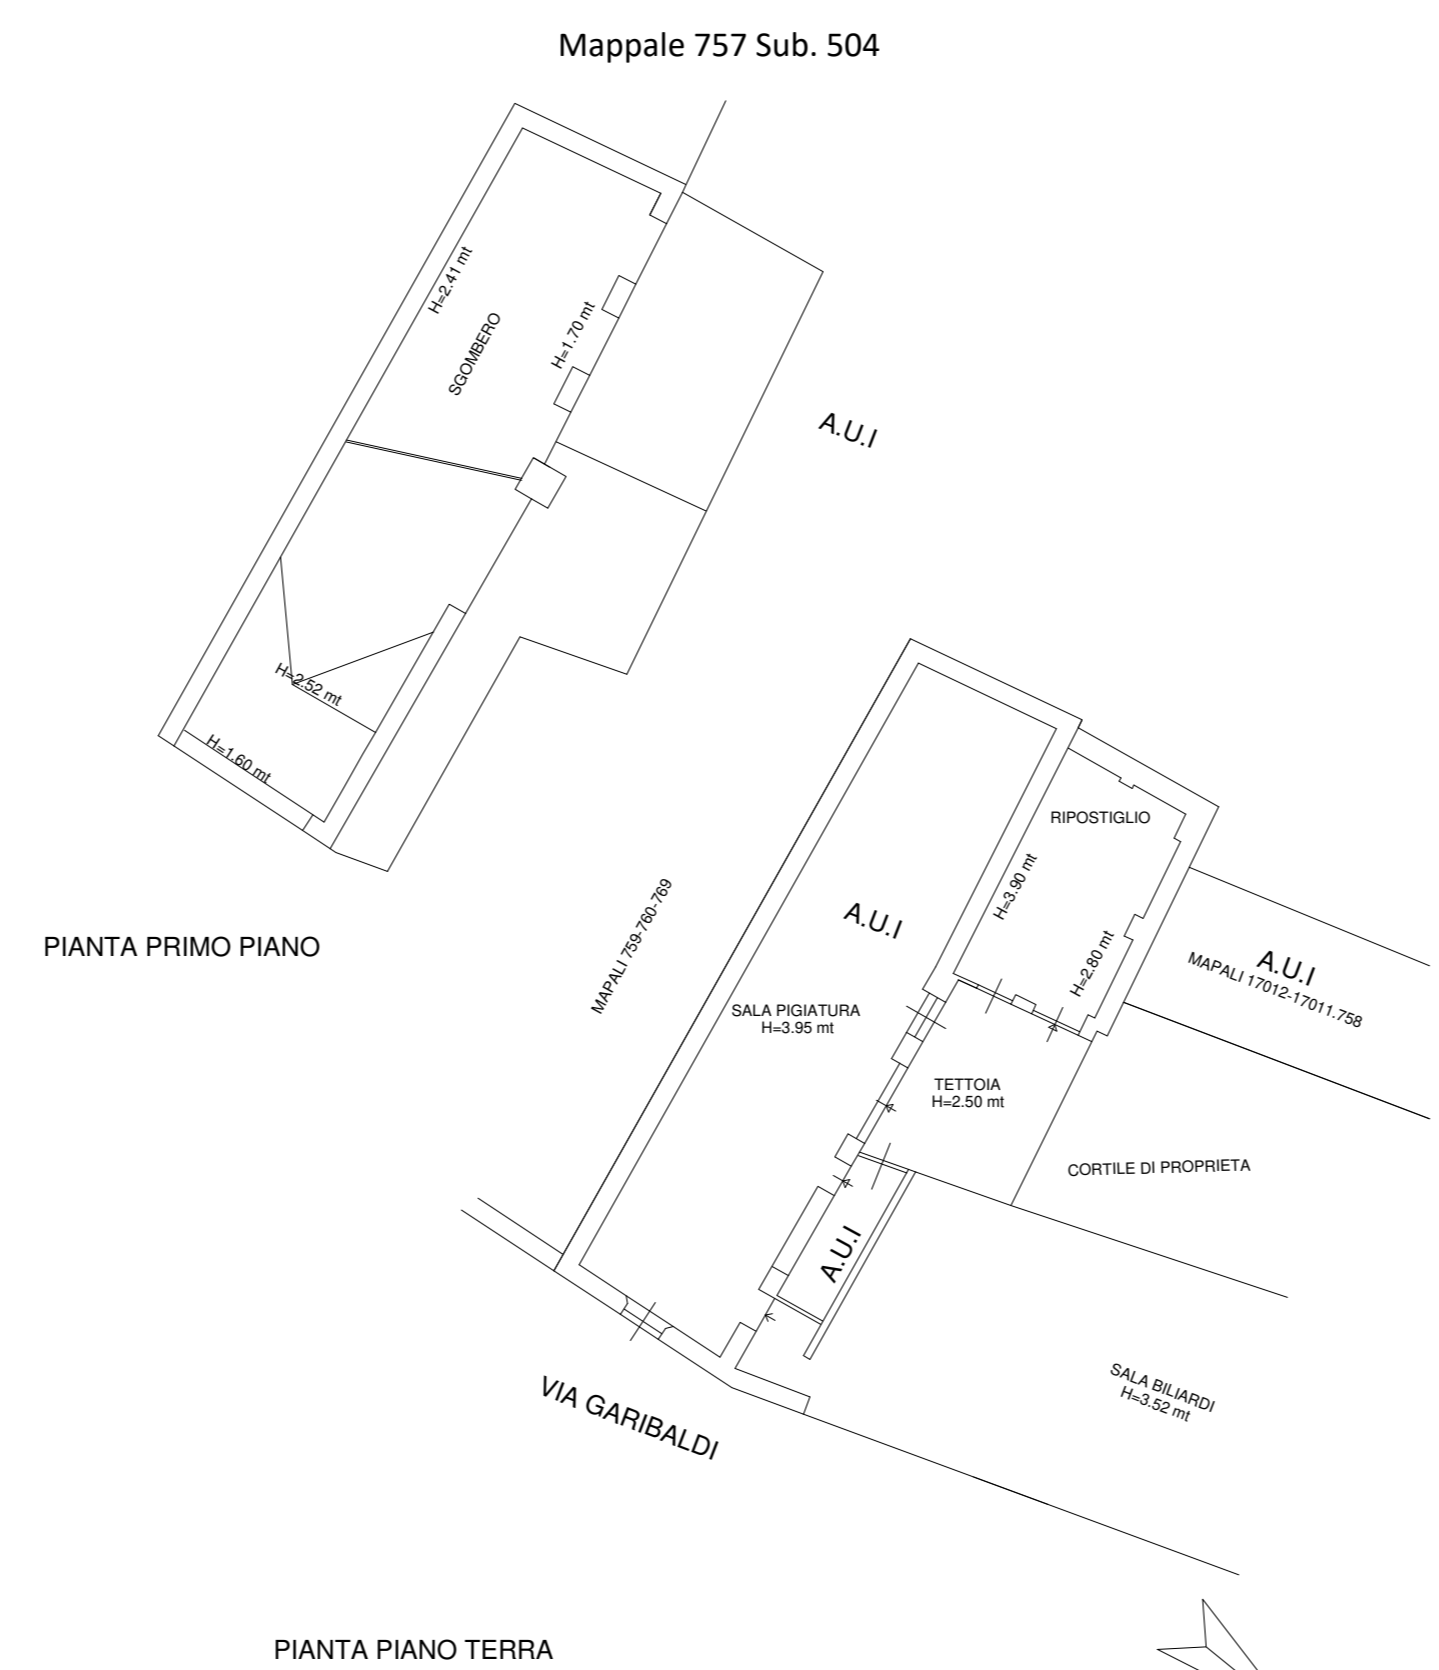 Mappale 757 Sub. 504
H=2.41 mt
SGOMBERO
H=1.70 mt
A.U.I
H=2.52 mt
H=1.60 mt
PIANTA PRIMO PIANO
MAPALI 759-760-769
RIPOSTIGLIO
H=3.90 mt
H=2.80 mt
A.U.I
A.U.I
MAPALI 17012-17011.758
SALA PIGIATURA
H=3.95 mt
TETTOIA
H=2.50 mt
CORTILE DI PROPRIETA
A.U.I
SALA BILIARDI
H=3.52 mt
VIA GARIBALDI
PIANTA PIANO TERRA